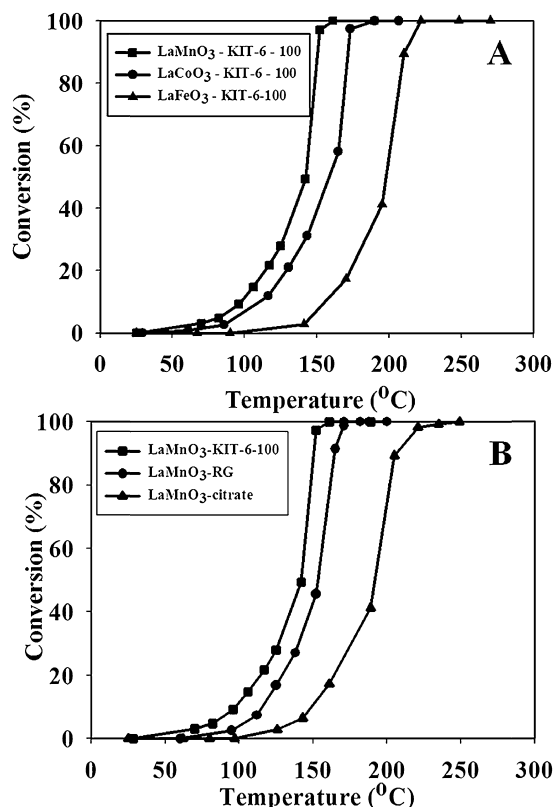 100
80
60
40
20
0
Conversion (%)
LaMnO3 - KIT-6 - 100
LaCoO3 - KIT-6 - 100
LaFeO3 - KIT-6-100
A
0 50 100 150 200 250 300
Temperature (oC)
100
80
60
40
20
0
Conversion (%)
LaMnO3-KIT-6-100
LaMnO3-RG
LaMnO3-citrate
B
0 50 100 150 200 250 300
Temperature (oC)